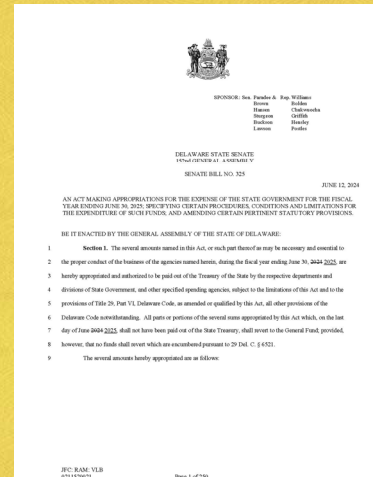 SPONSOR: Sen. Paradee & Rep. Williams
Brown Bolden
Hansen Chukwuocha
Sturgeon Griffith
Buckson Hensley
Lawson Postles
DELAWARE STATE SENATE
152nd GENERAL ASSEMBLY
SENATE BILL NO. 325
JUNE 12, 2024
AN ACT MAKING APPROPRIATIONS FOR THE EXPENSE OF THE STATE GOVERNMENT FOR THE FISCAL
YEAR ENDING JUNE 30, 2025; SPECIFYING CERTAIN PROCEDURES, CONDITIONS AND LIMITATIONS FOR
THE EXPENDITURE OF SUCH FUNDS; AND AMENDING CERTAIN PERTINENT STATUTORY PROVISIONS.
BE IT ENACTED BY THE GENERAL ASSEMBLY OF THE STATE OF DELAWARE:
1 Section 1. The several amounts named in this Act, or such part thereof as may be necessary and essential to
2 the proper conduct of the business of the agencies named herein, during the fiscal year ending June 30, 2024 2025, are
3 hereby appropriated and authorized to be paid out of the Treasury of the State by the respective departments and
4 divisions of State Government, and other specified spending agencies, subject to the limitations of this Act and to the
5 provisions of Title 29, Part VI, Delaware Code, as amended or qualified by this Act, all other provisions of the
6 Delaware Code notwithstanding. All parts or portions of the several sums appropriated by this Act which, on the last
7 day of June 2024 2025, shall not have been paid out of the State Treasury, shall revert to the General Fund; provided,
8 however, that no funds shall revert which are encumbered pursuant to 29 Del. C. § 6521.
9 The several amounts hereby appropriated are as follows:
JFC: RAM: VLB
Page 1 of 250